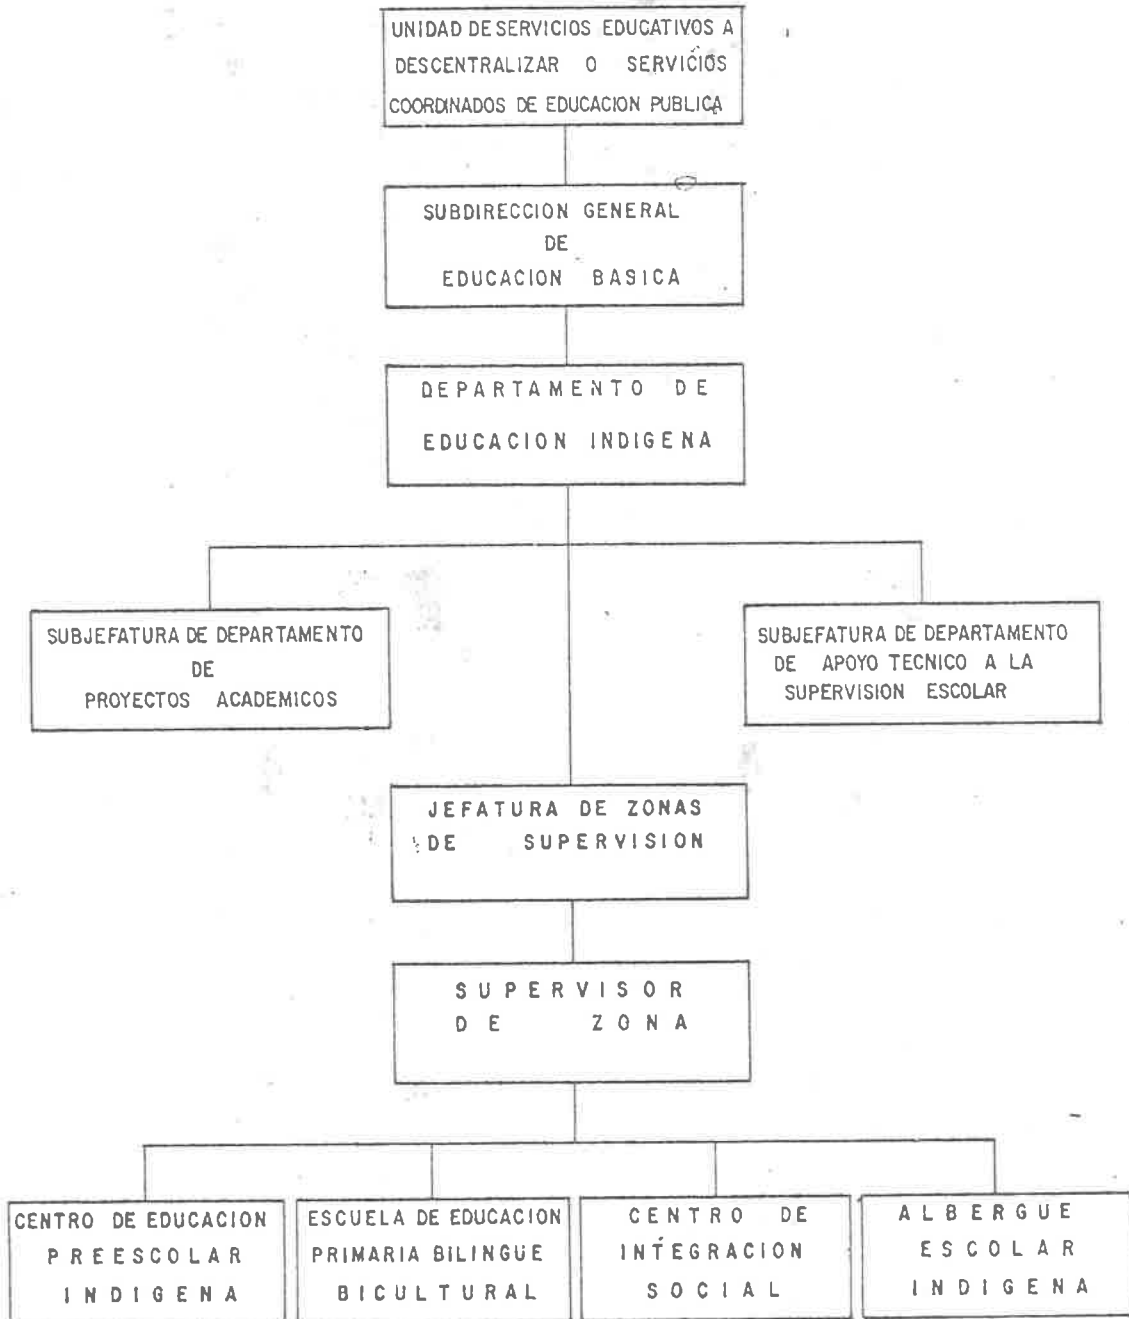 UNIDAD DE SERVICIOS EDUCATIVOS A
DESCENTRALIZAR O SERVICIOS
COORDINADOS DE EDUCACION PUBLICA
SUBDIRECCION GENERAL
DE
EDUCACION BASICA
DEPARTAMENTO DE
EDUCACION INDIGENA
SUBJEFATURA DE DEPARTAMENTO
DE
PROYECTOS ACADEMICOS
SUBJEFATURA DE DEPARTAMENTO
DE APOYO TECNICO A LA
SUPERVISION ESCOLAR
JEFATURA DE ZONAS
DE SUPERVISION
SUPERVISOR
DE ZONA
CENTRO DE EDUCACION
PREESCOLAR
INDIGENA
ESCUELA DE EDUCACION
PRIMARIA BILINGUE
BICULTURAL
CENTRO DE
INTEGRACION
SOCIAL
ALBERGUE
ESCOLAR
INDIGENA